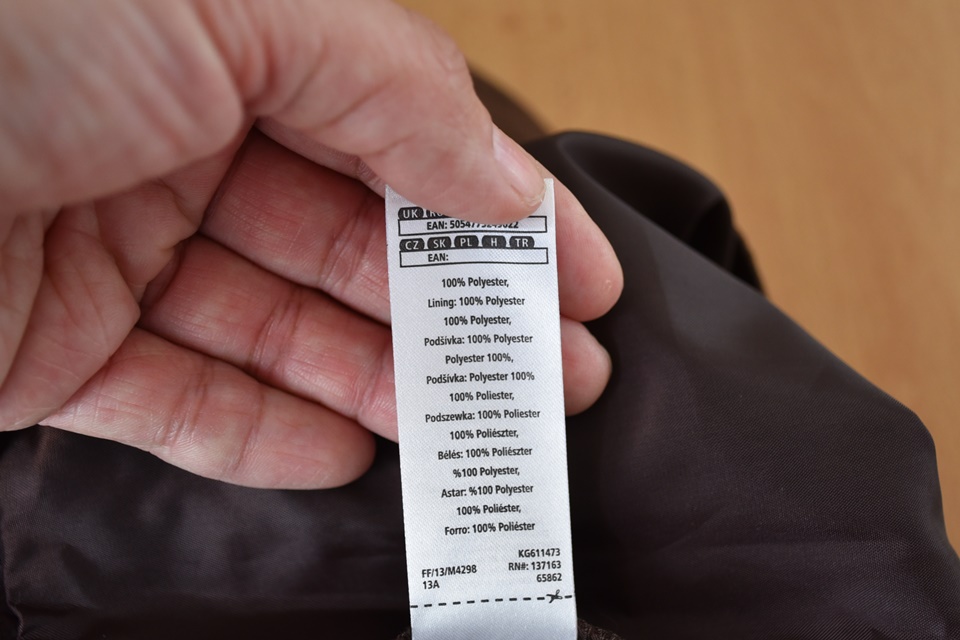 UK
EAN:
CZ SK PL H TR
EAN:
100% Polyester,
Lining: 100% Polyester
100% Polyester,
Podšívka: 100% Polyester
Polyester 100%,
Podšívka: Polyester 100%
100% Poliester,
Podszewka: 100% Poliester
100% Poliészter,
Bélés: 100% Poliészter
%100 Polyester,
Astar: %100 Polyester
100% Poliéster,
Forro: 100% Poliéster
KG611473
FF/13/M4298 RN#: 137163
13A 65862